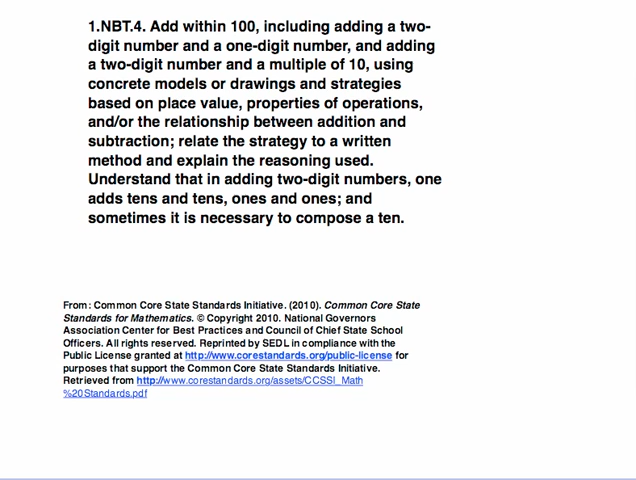 1.NBT.4. Add within 100, including adding a two-
digit number and a one-digit number, and adding
a two-digit number and a multiple of 10, using
concrete models or drawings and strategies
based on place value, properties of operations,
and/or the relationship between addition and
subtraction; relate the strategy to a written
method and explain the reasoning used.
Understand that in adding two-digit numbers, one
adds tens and tens, ones and ones; and
sometimes it is necessary to compose a ten.
From: Common Core State Standards Initiative. (2010). Common Core State
Standards for Mathematics. © Copyright 2010. National Governors
Association Center for Best Practices and Council of Chief State School
Officers. All rights reserved. Reprinted by SEDL in compliance with the
Public License granted at http://www.corestandards.org/public-license for
purposes that support the Common Core State Standards Initiative.
Retrieved from http://www.corestandards.org/assets/CCSSI_Math
%20Standards.pdf